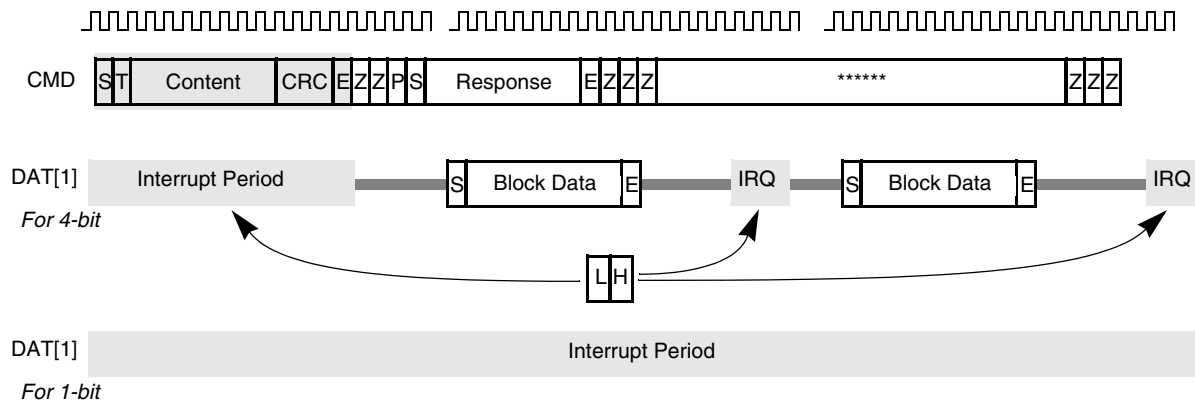 CMD S T Content CRC E Z Z P S Response E Z Z Z ****** Z Z Z
DAT[1] Interrupt Period S Block Data E IRQ S Block Data E IRQ
For 4-bit
L H
DAT[1] Interrupt Period
For 1-bit